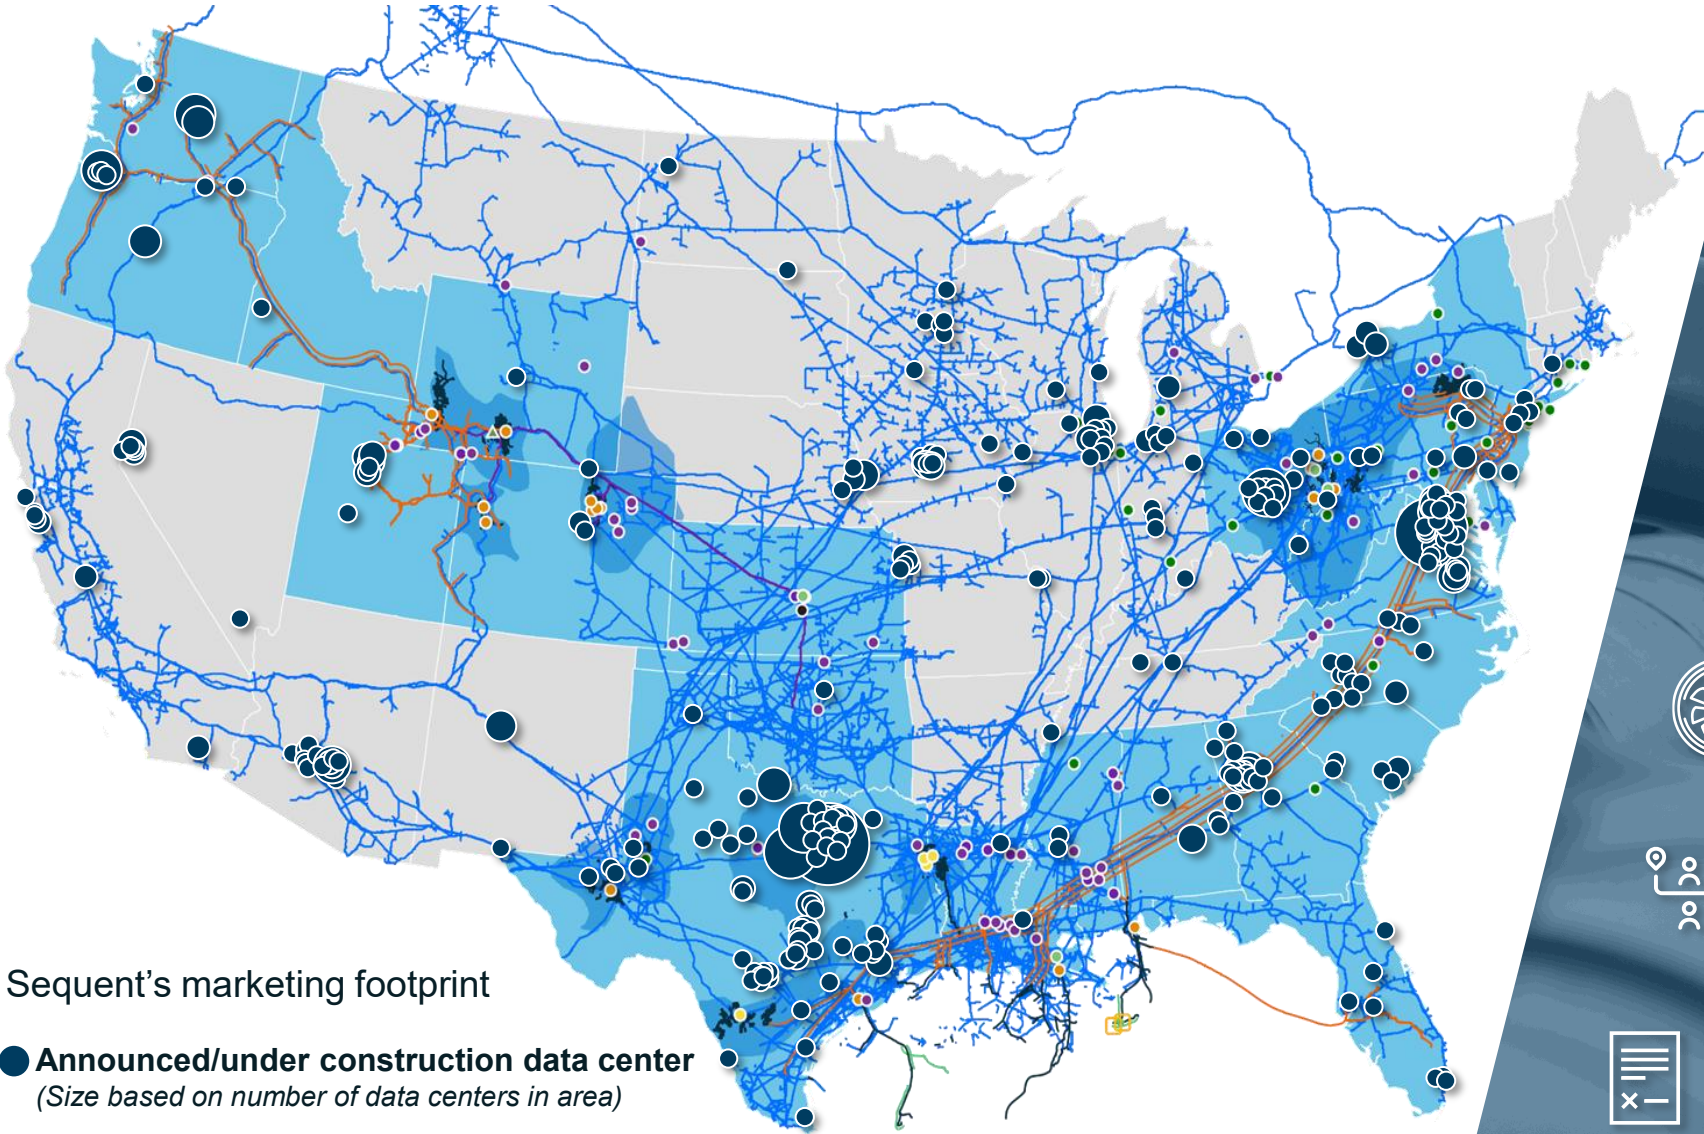 Sequent’s marketing footprint
Announced/under construction data center
(Size based on number of data centers in area)